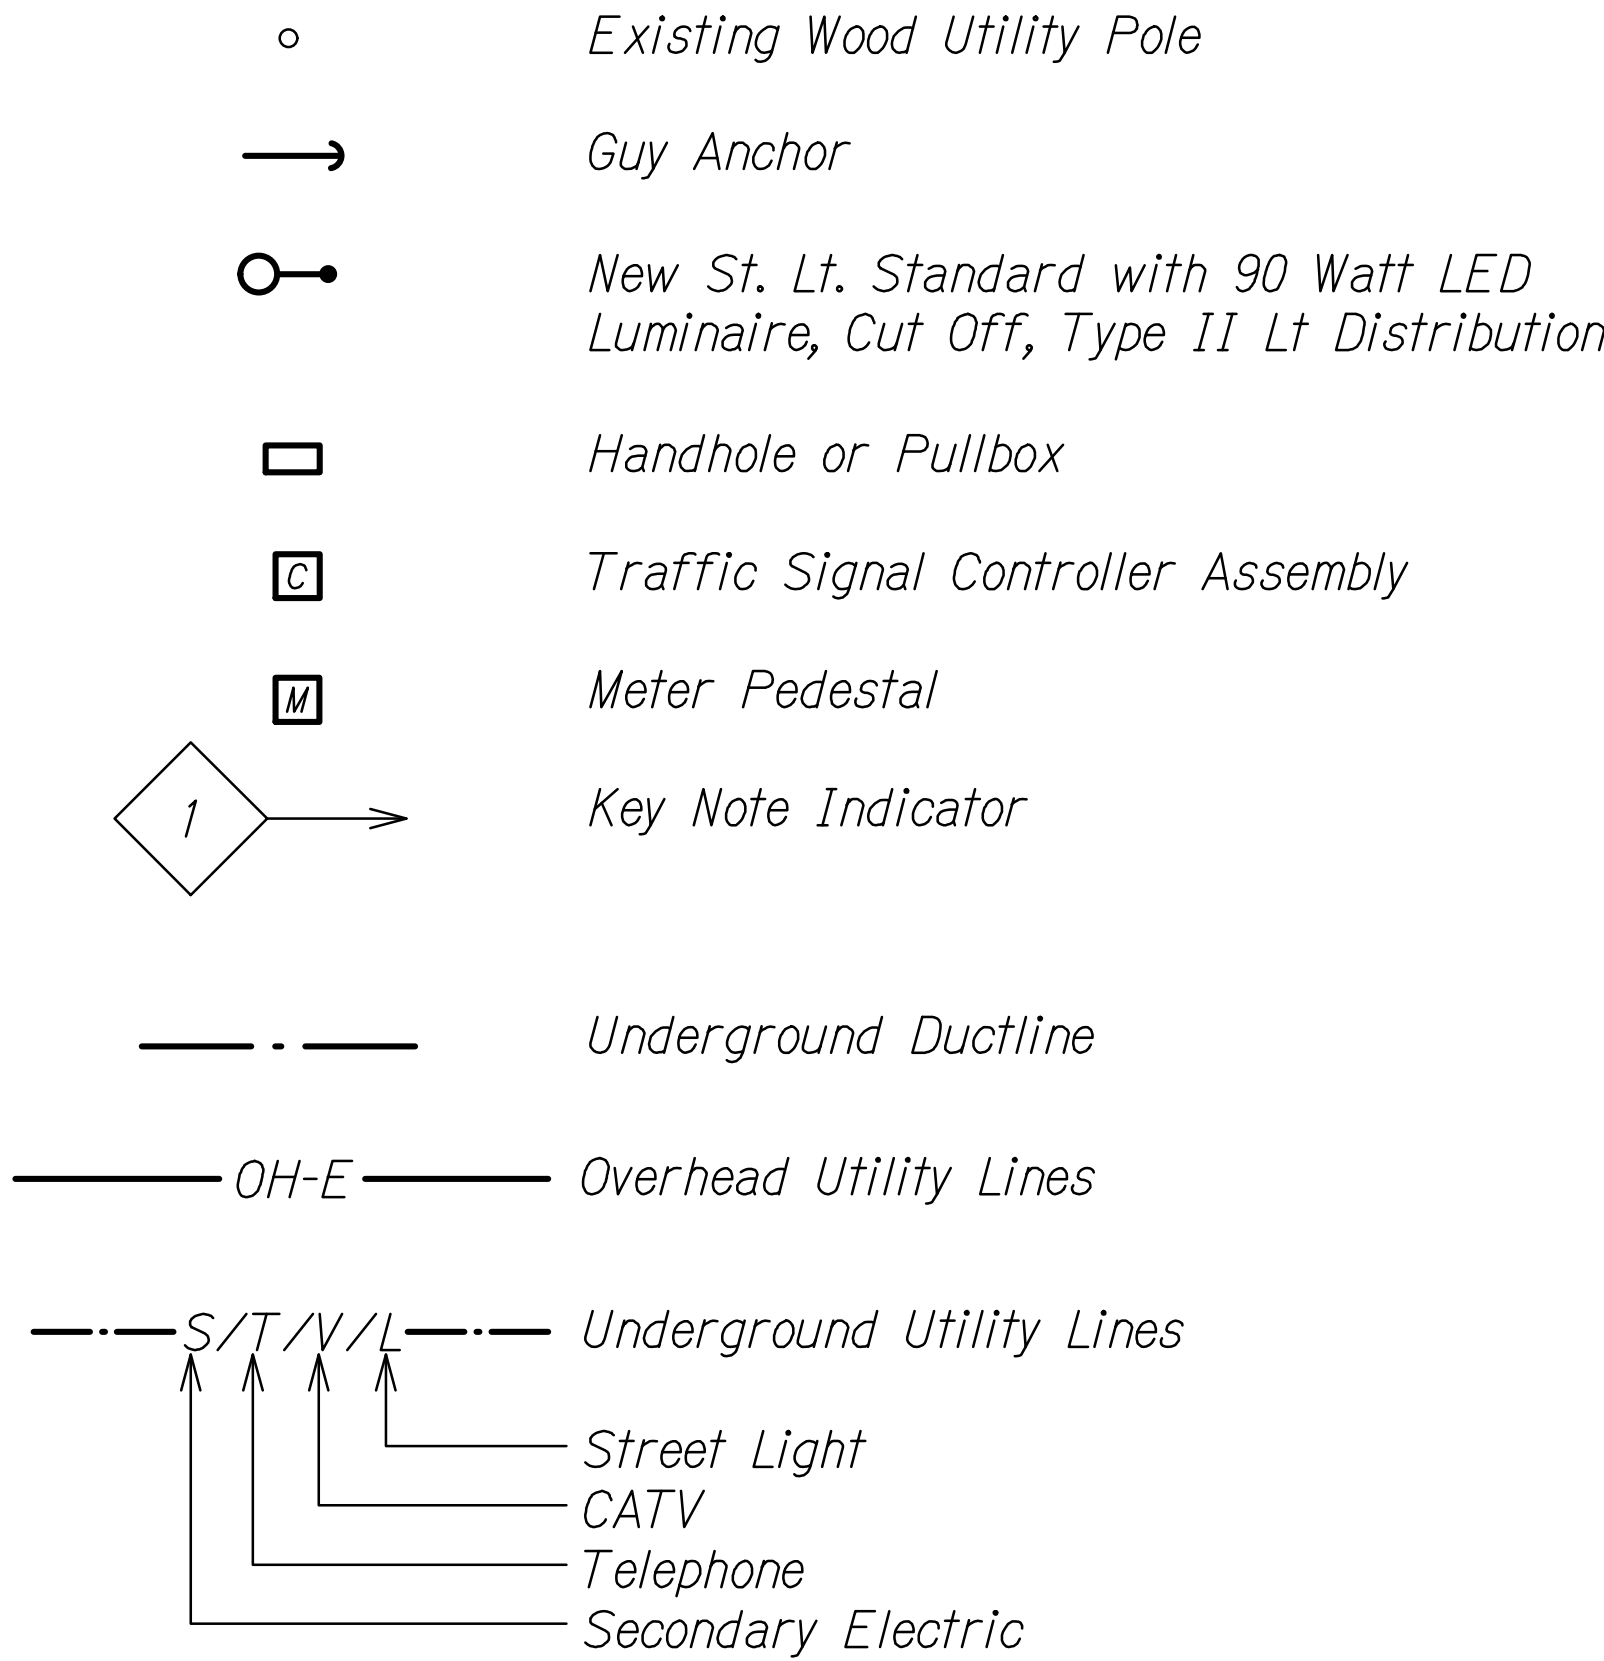 Existing Wood Utility Pole
Guy Anchor
New St. Lt. Standard with 90 Watt LED
Luminaire, Cut Off, Type II Lt Distribution
Handhole or Pullbox
C Traffic Signal Controller Assembly
M Meter Pedestal
1 Key Note Indicator
Underground Ductline
OH-E Overhead Utility Lines
S/T/V/L Underground Utility Lines
Street Light
CATV
Telephone
Secondary Electric